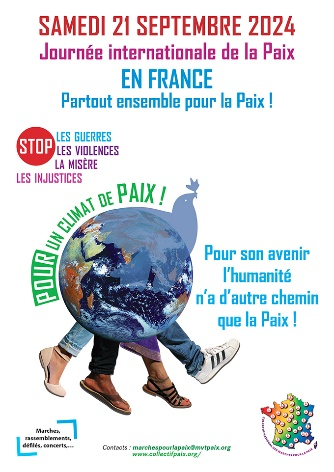 SAMEDI 21 SEPTEMBRE 2024
Journée internationale de la Paix
EN FRANCE
Partout ensemble pour la Paix !
STOP
LES GUERRES
LES VIOLENCES
LA MISÈRE
LES INJUSTICES
POUR UN CLIMAT DE PAIX !
Pour son avenir
l'humanité
n'a d'autre chemin
que la Paix !
Marches,
rassemblements,
défilés, concerts,...
Contacts : marchespourlapaix@mvtpaix.org
www.collectifpaix.org/